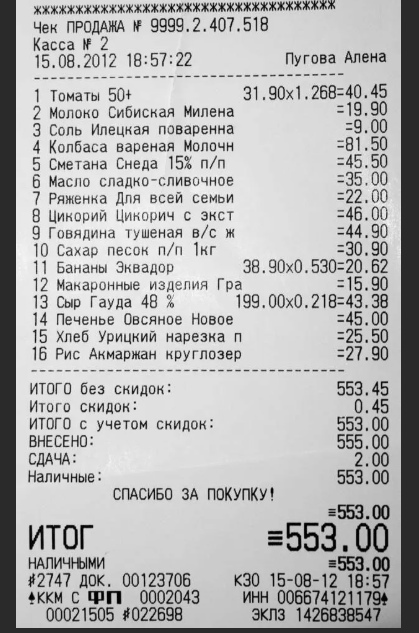 жжжжжжжжжжжжжжжжжжжжжжжжжжжжжжжжжжжж
Чек ПРОДАЖА № 9999.2.407.518
Касса № 2
15.08.2012 18:57:22 Пугова Алена
------------------------------------
1 Томаты 50+ 31.90х1.268=40.45
2 Молоко Сибиская Милена =19.90
3 Соль Илецкая поваренна =9.00
4 Колбаса вареная Молочн =81.50
5 Сметана Снеда 15% п/п =45.50
6 Масло сладко-сливочное =35.00
7 Ряженка Для всей семьи =22.00
8 Цикорий Цикорич с экст =46.00
9 Говядина тушеная в/с ж =44.90
10 Сахар песок п/п 1кг =30.90
11 Бананы Эквадор 38.90х0.530=20.62
12 Макаронные изделия Гра =15.90
13 Сыр Гауда 48 % 199.00х0.218=43.38
14 Печенье Овсяное Новое =45.00
15 Хлеб Урицкий нарезка п =25.50
16 Рис Акмаржан круглозер =27.90
------------------------------------
ИТОГО без скидок: 553.45
Итого скидок: 0.45
ИТОГО с учетом скидок: 553.00
ВНЕСЕНО: 555.00
СДАЧА: 2.00
Наличные: 553.00
СПАСИБО ЗА ПОКУПКУ!
≡553.00
ИТОГ ≡553.00
НАЛИЧНЫМИ ≡553.00
#2747 ДОК. 00123706 К30 15-08-12 18:57
♠ККМ С ФП 0002043 ИНН 006674121179♠
00021505 #022698 ЭКЛЗ 1426838547